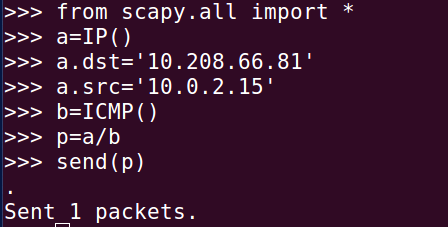 >>> from scapy.all import *
>>> a=IP()
>>> a.dst='10.208.66.81'
>>> a.src='10.0.2.15'
>>> b=ICMP()
>>> p=a/b
>>> send(p)
.
Sent 1 packets.